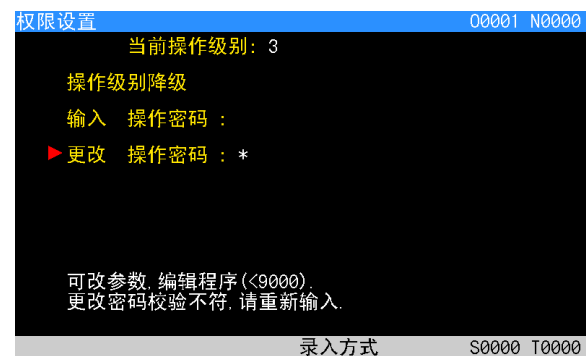 权限设置 O0001 N0000
当前操作级别: 3
操作级别降级
输入 操作密码 :
更改 操作密码 : *
可改参数,编辑程序(<9000).
更改密码校验不符,请重新输入.
录入方式 S0000 T0000